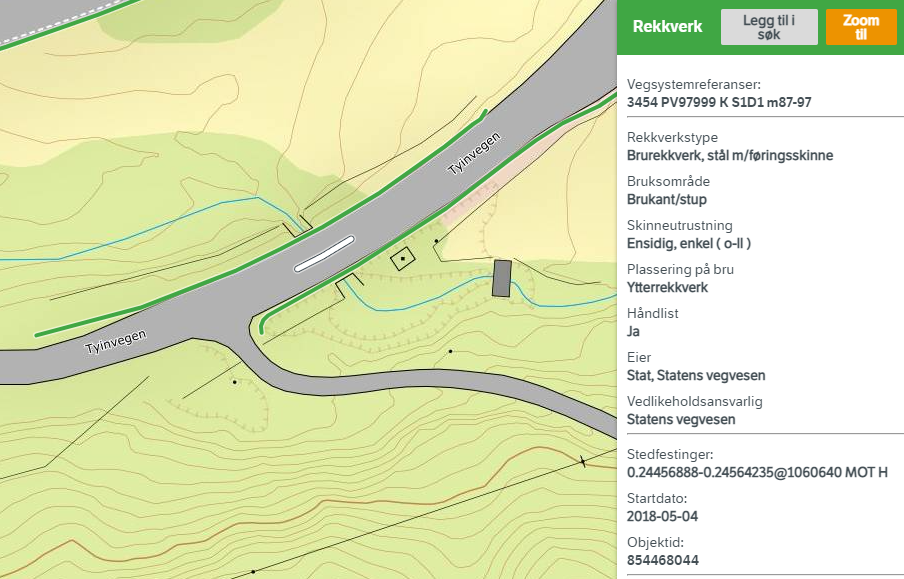 Tyinvegen
Tyinvegen
Rekkverk
Legg til i
søk
Zoom
til
Vegsystemreferanser:
3454 PV97999 K S1D1 m87-97
Rekkverkstype
Brurekkverk, stål m/føringsskinne
Bruksområde
Brukant/stup
Skinneutrustning
Ensidig, enkel ( o-ll )
Plassering på bru
Ytterrekkverk
Håndlist
Ja
Eier
Stat, Statens vegvesen
Vedlikeholdsansvarlig
Statens vegvesen
Stedfestinger:
0.24456888-0.24564235@1060640 MOT H
Startdato:
2018-05-04
Objektid:
854468044